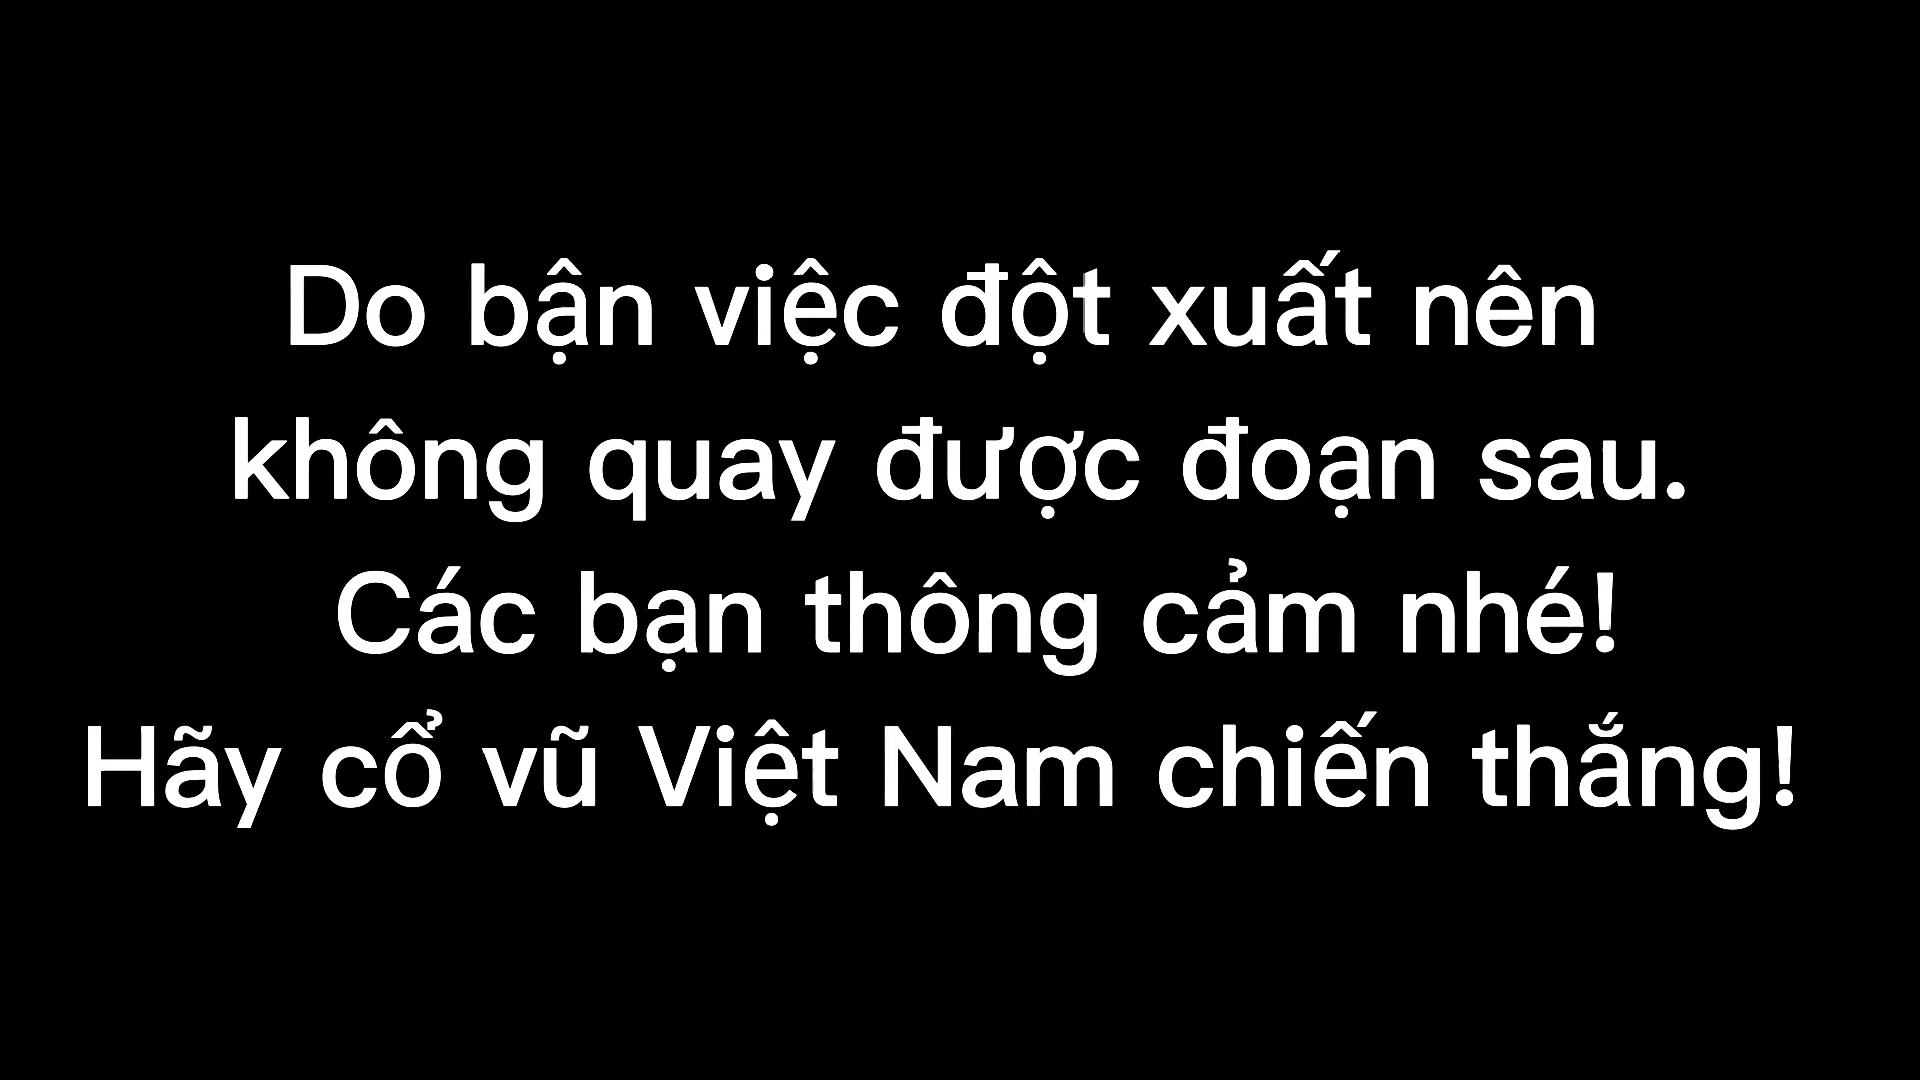 Do bận việc đột xuất nên
không quay được đoạn sau.
Các bạn thông cảm nhé!
Hãy cổ vũ Việt Nam chiến thắng!